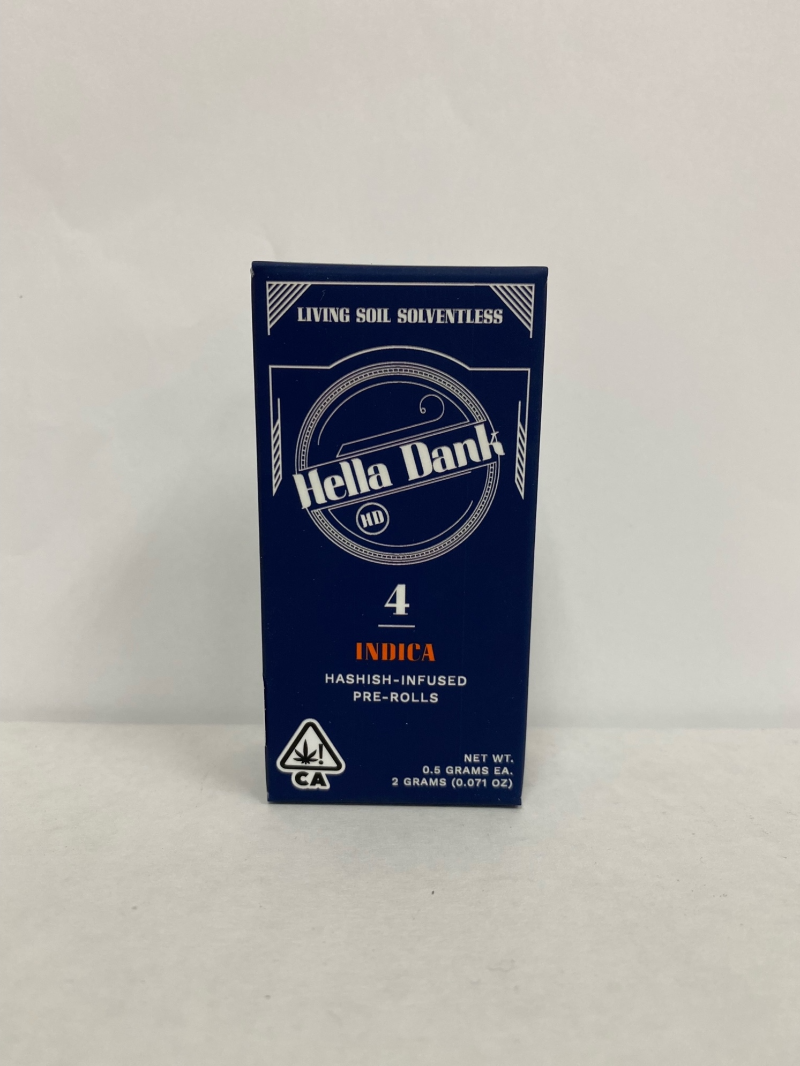 LIVING SOIL SOLVENTLESS
Hella Dank
HD
4
INDICA
HASHISH-INFUSED
PRE-ROLLS
!
CA
NET WT.
0.5 GRAMS EA.
2 GRAMS (0.071 OZ)